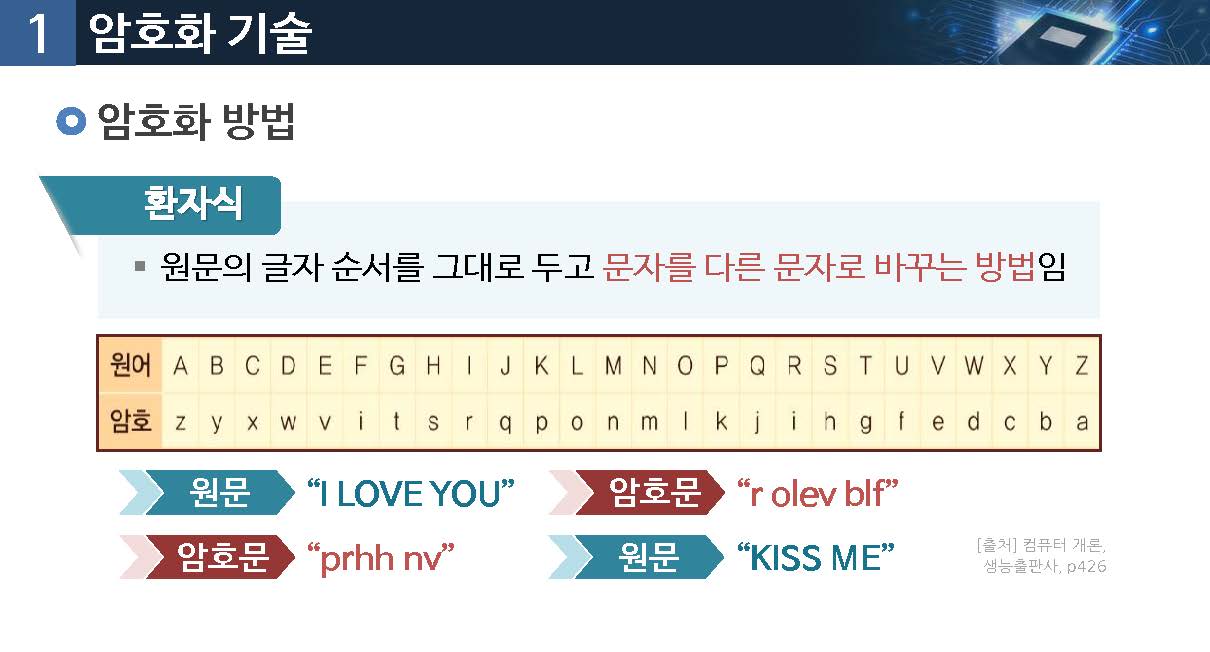 1 암호화 기술
암호화 방법
환자식
▪ 원문의 글자 순서를 그대로 두고 문자를 다른 문자로 바꾸는 방법임
원어 A B C D E F G H I J K L M N O P Q R S T U V W X Y Z
암호 z y x w v i t s r q p o n m l k j i h g f e d c b a
원문 “I LOVE YOU” 암호문 “r olev blf”
암호문 “prhh nv” 원문 “KISS ME”
[출처] 컴퓨터 개론,
생능출판사, p426